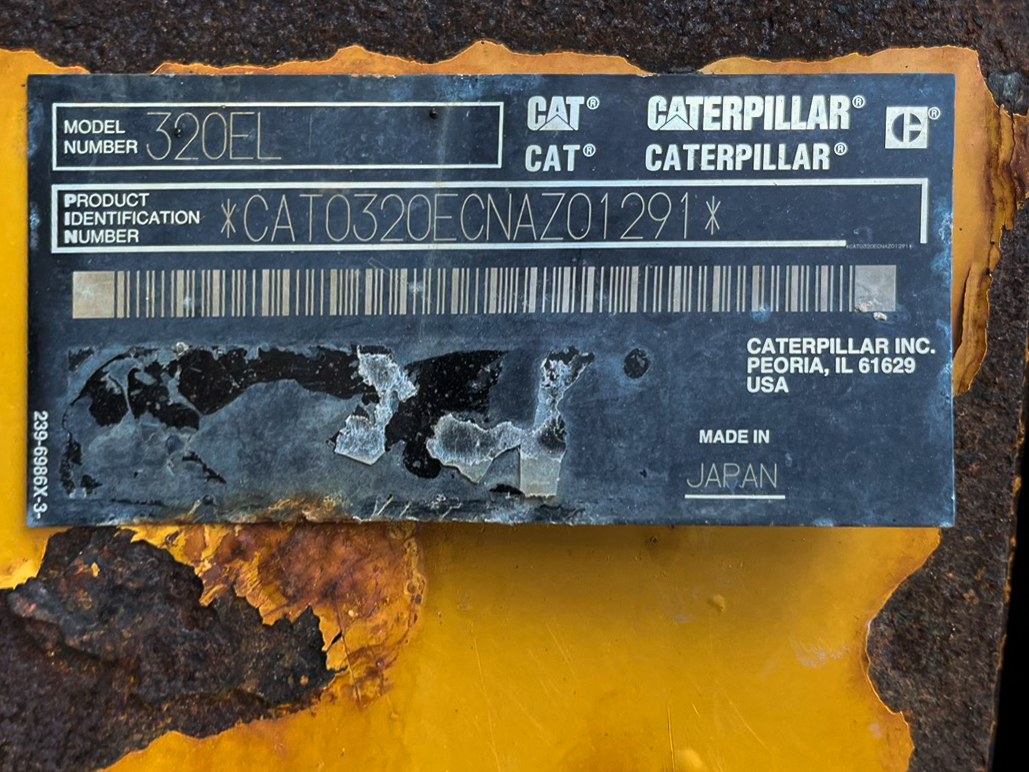 MODEL
NUMBER 320EL
CAT® CATERPILLAR® ®
CAT® CATERPILLAR®
PRODUCT
IDENTIFICATION
NUMBER *CAT0320ECNAZ01291*
*CAT0320ECNAZ01291*
CATERPILLAR INC.
PEORIA, IL 61629
USA
MADE IN
JAPAN
239-6986X-3-